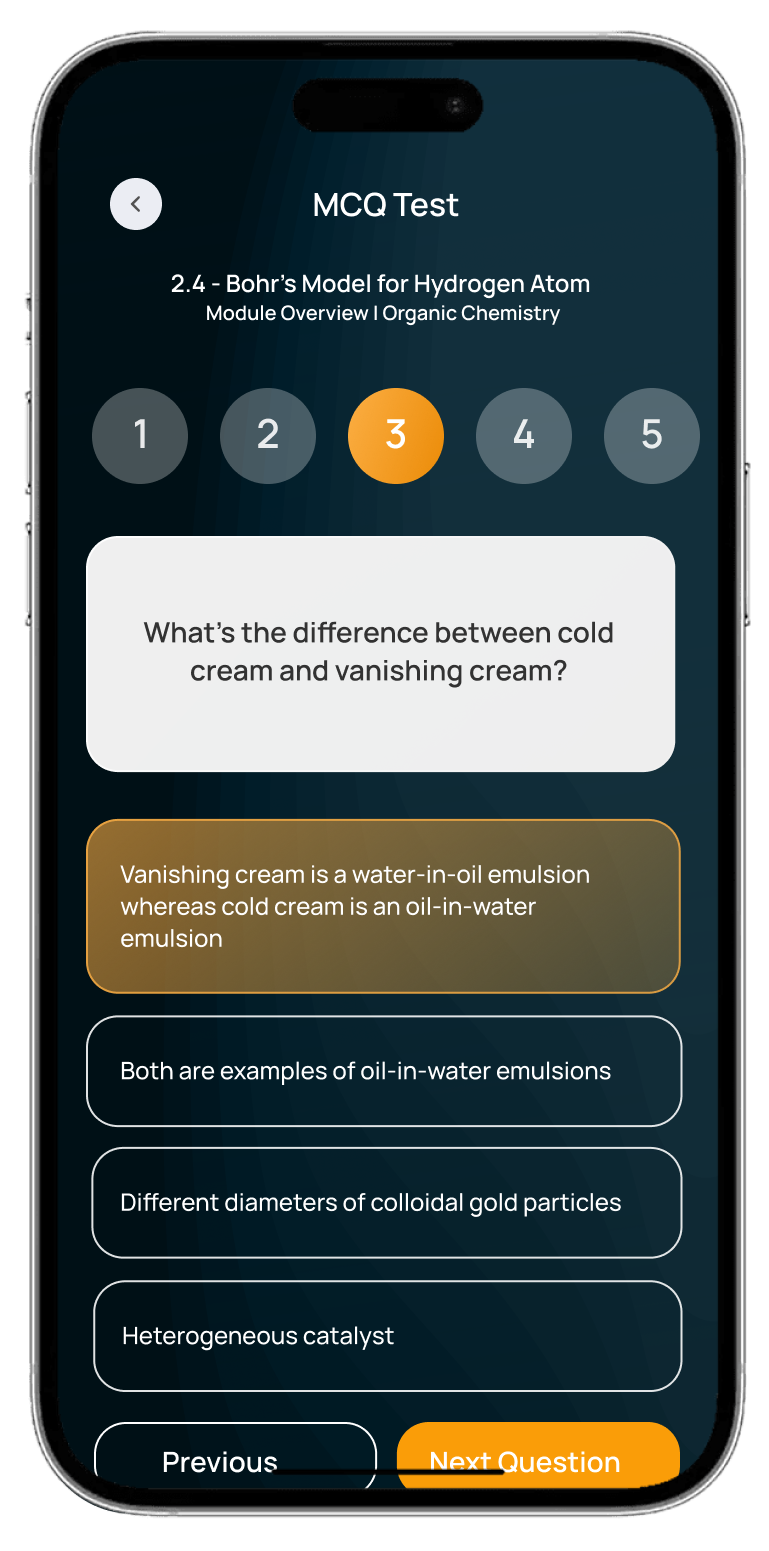 MCQ Test
2.4 - Bohr's Model for Hydrogen Atom
Module Overview | Organic Chemistry
1 2 3 4 5
What's the difference between cold
cream and vanishing cream?
Vanishing cream is a water-in-oil emulsion
whereas cold cream is an oil-in-water
emulsion
Both are examples of oil-in-water emulsions
Different diameters of colloidal gold particles
Heterogeneous catalyst
Previous Next Question